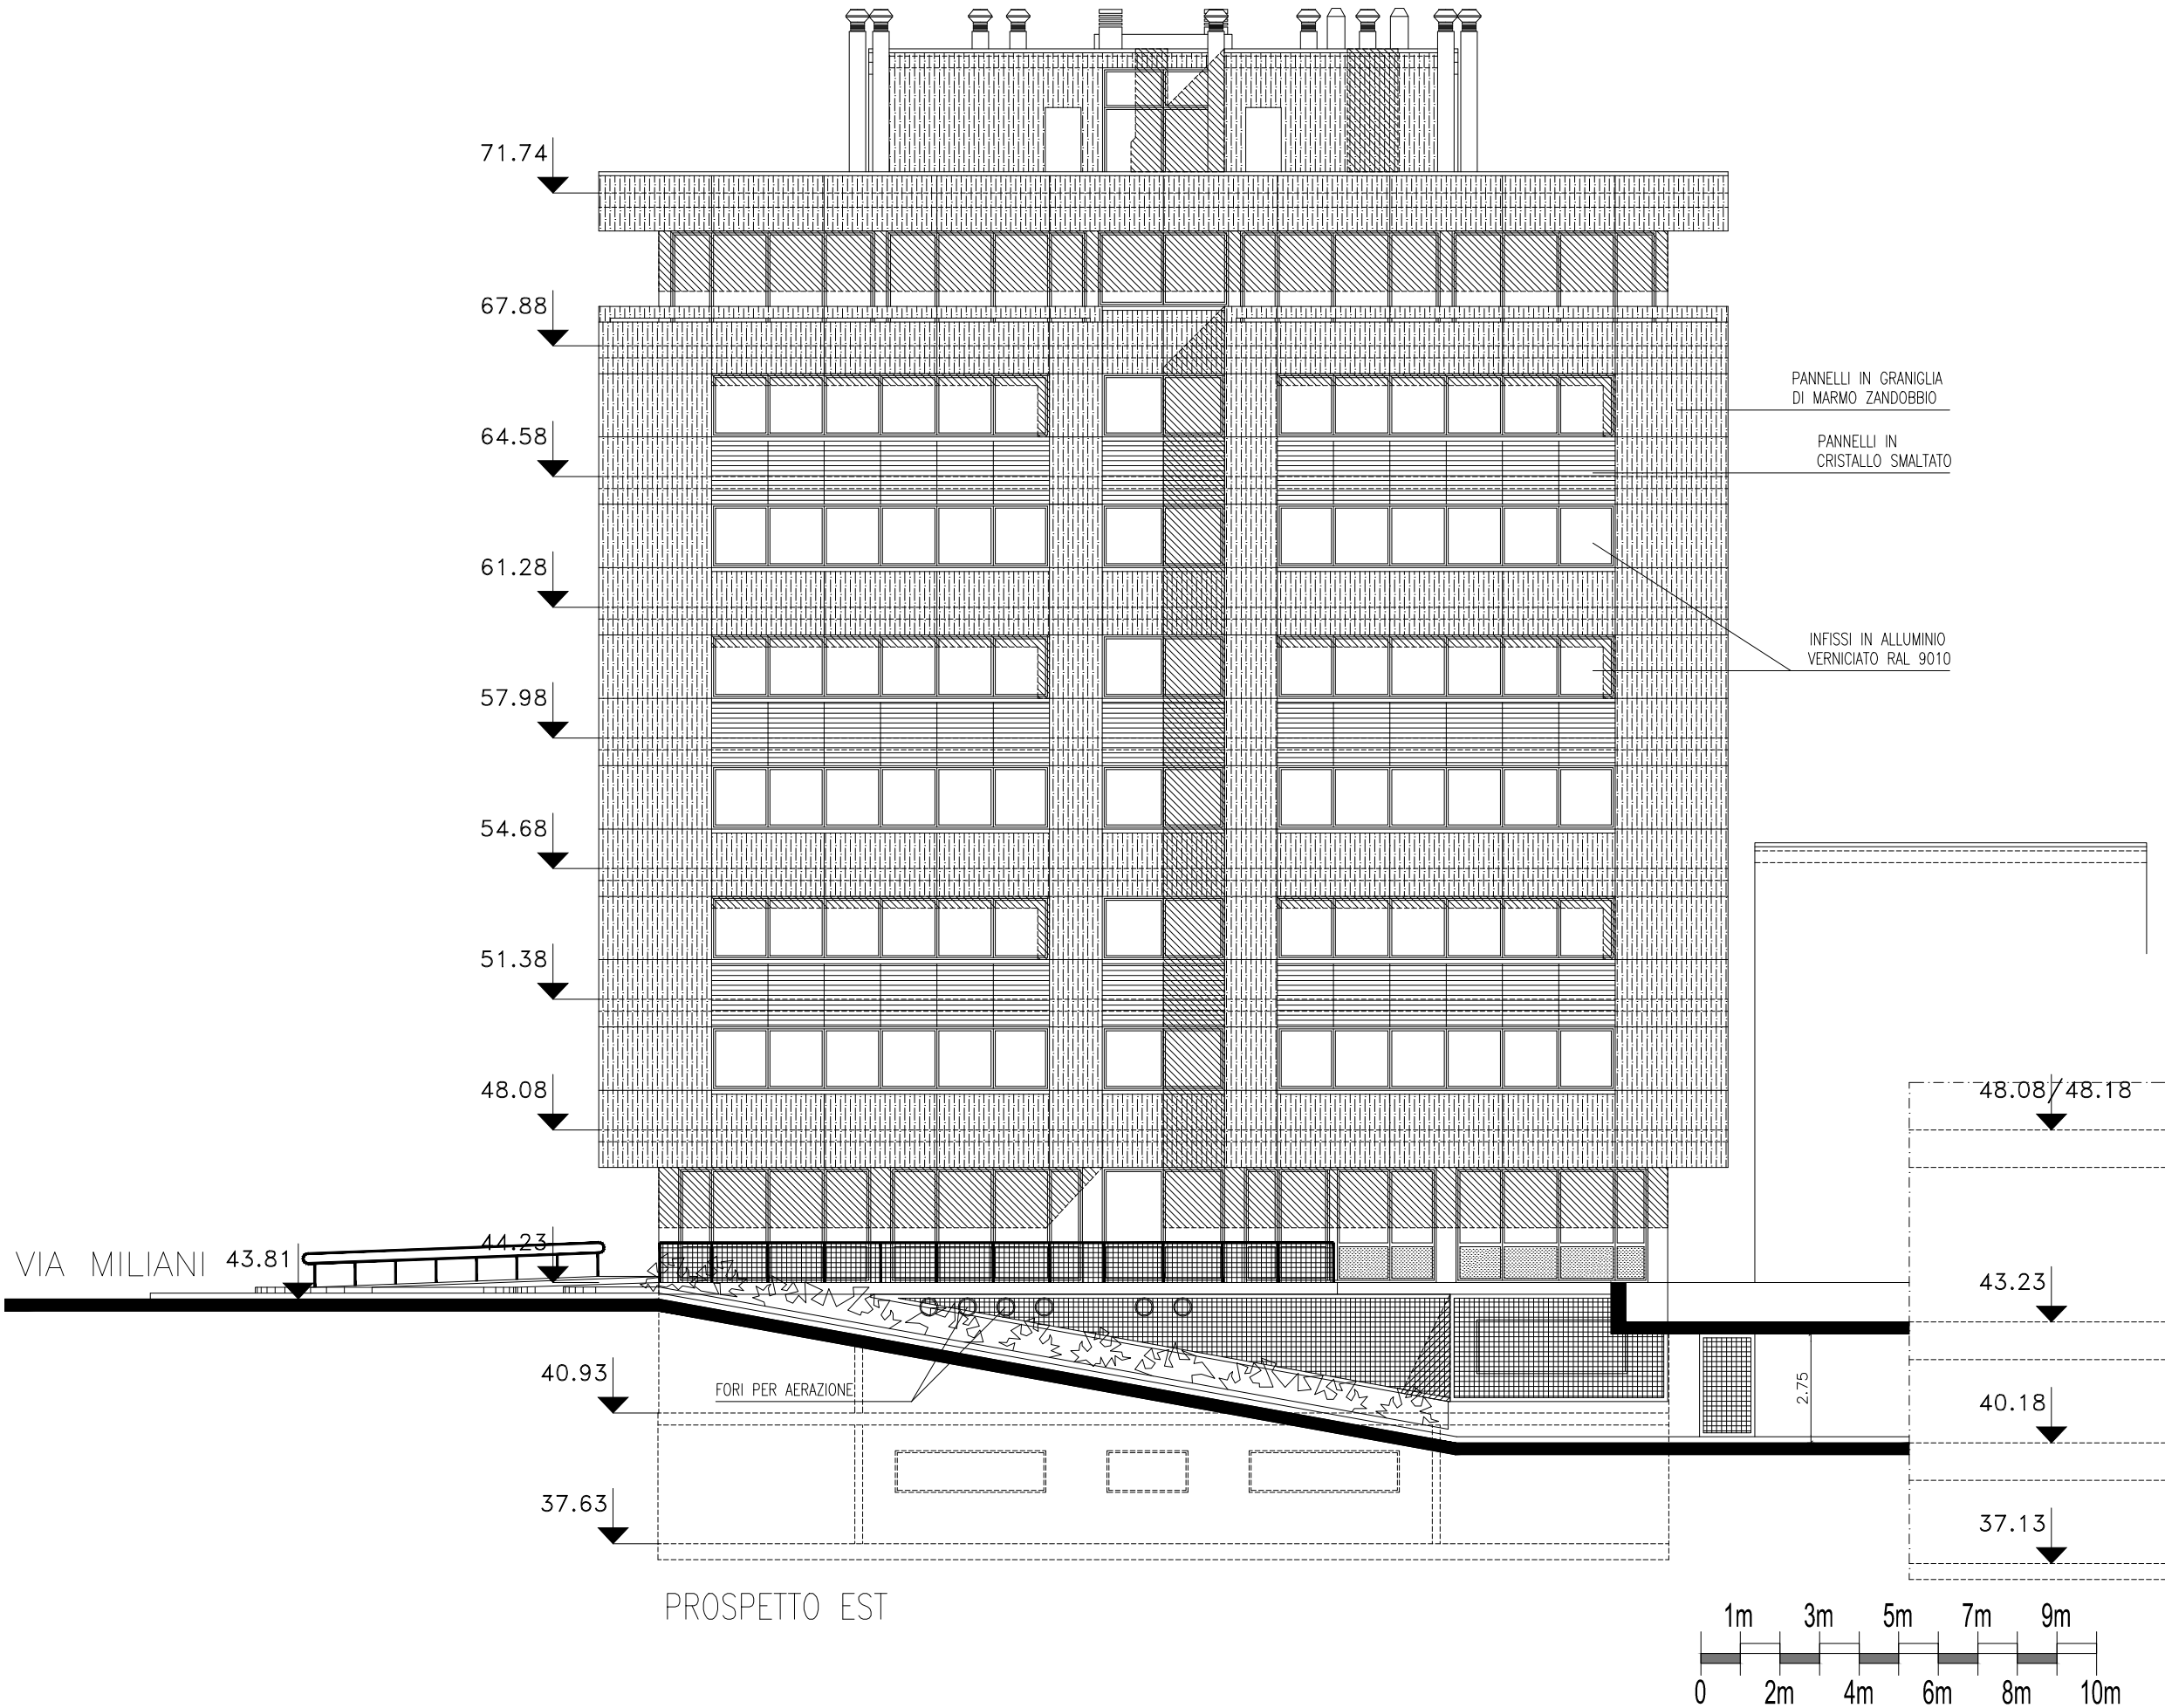 71.74
67.88
PANNELLI IN GRANIGLIA
DI MARMO ZANDOBBIO
64.58
PANNELLI IN
CRISTALLO SMALTATO
61.28
INFISSI IN ALLUMINIO
VERNICIATO RAL 9010
57.98
54.68
51.38
48.08
48.08/48.18
44.23
VIA MILIANI 43.81
43.23
40.93
FORI PER AERAZIONE
2.75
40.18
37.63
37.13
PROSPETTO EST
1m 3m 5m 7m 9m
0 2m 4m 6m 8m 10m